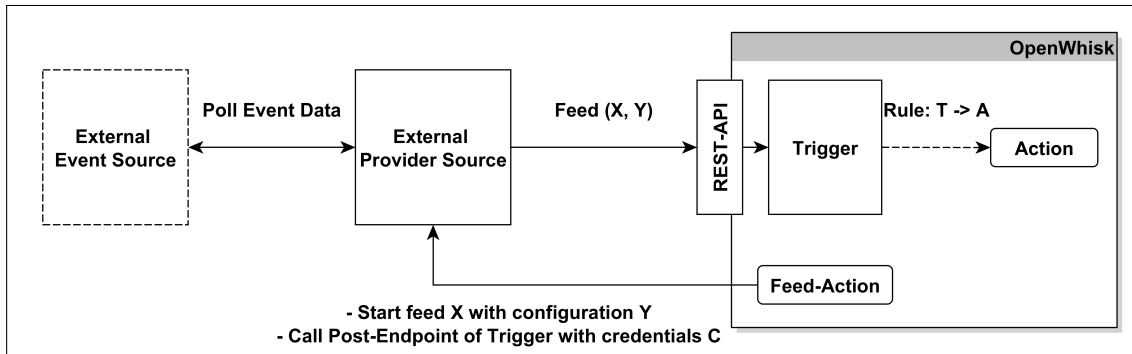 OpenWhisk
External
Event Source
Poll Event Data
External
Provider Source
Feed (X, Y)
REST-API
Trigger
Rule: T -> A
Action
Feed-Action
- Start feed X with configuration Y
- Call Post-Endpoint of Trigger with credentials C